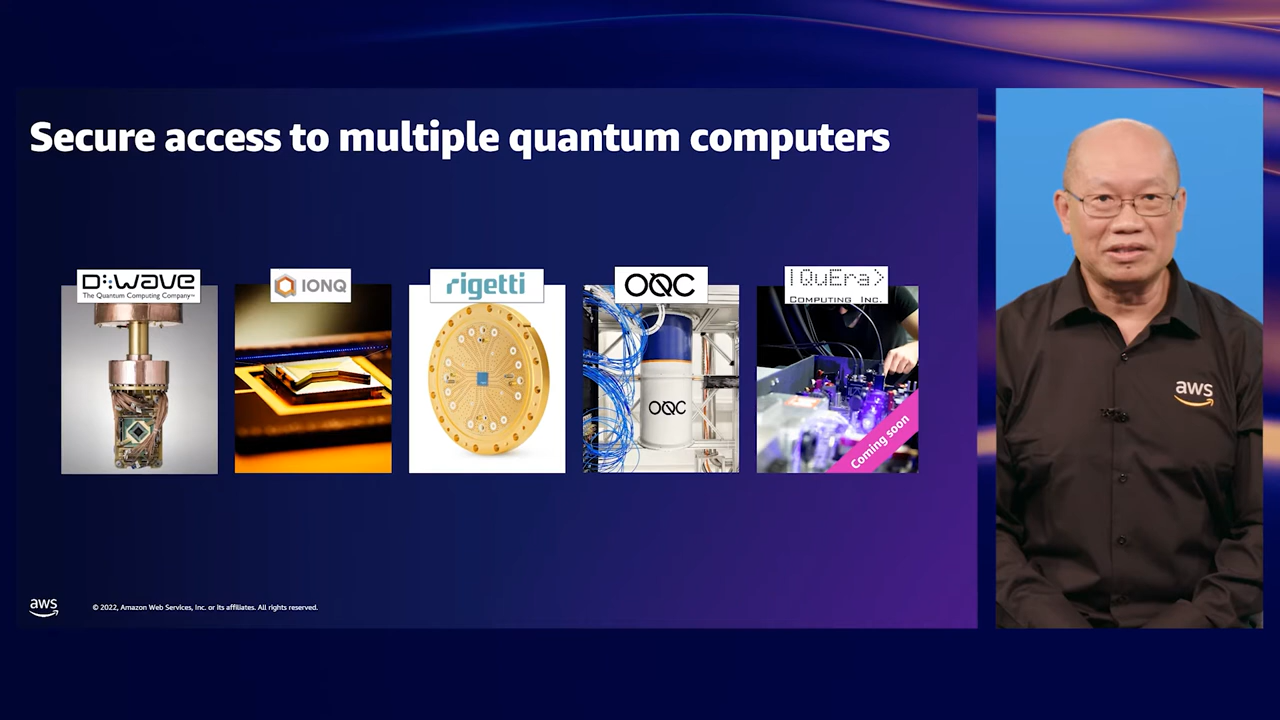 Secure access to multiple quantum computers
D:wave
The Quantum Computing Company™
IONQ
rigetti
OQC
|QuEra>
COMPUTING INC.
OQC
Coming soon
aws
aws
© 2022, Amazon Web Services, Inc. or its affiliates. All rights reserved.